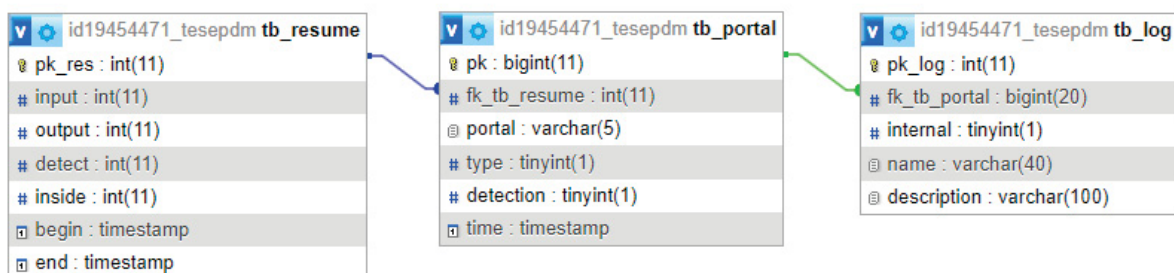 id19454471_tesepdm tb_resume
pk_res : int(11)
input : int(11)
output : int(11)
detect : int(11)
inside : int(11)
begin : timestamp
end : timestamp
id19454471_tesepdm tb_portal
pk : bigint(11)
fk_tb_resume : int(11)
portal : varchar(5)
type : tinyint(1)
detection : tinyint(1)
time : timestamp
id19454471_tesepdm tb_log
pk_log : int(11)
fk_tb_portal : bigint(20)
internal : tinyint(1)
name : varchar(40)
description : varchar(100)